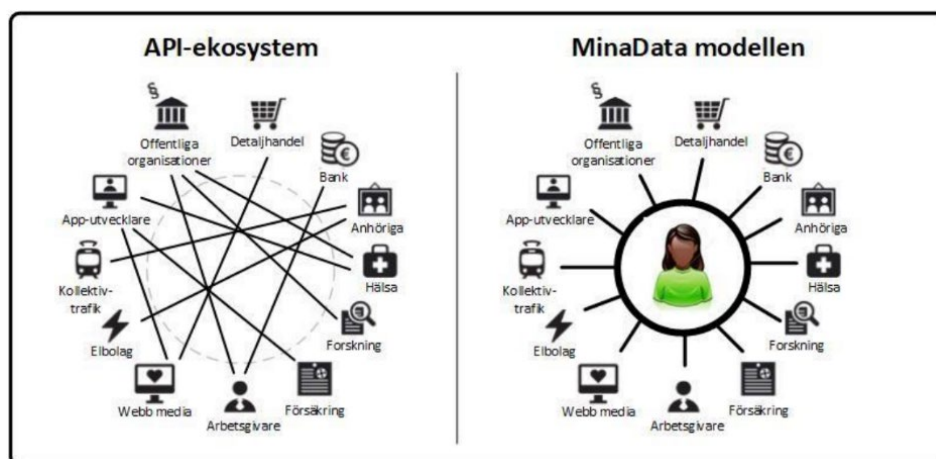 API-ekosystem
§
Offentliga
organisationer
Detaljhandel
€
Bank
App-utvecklare
Anhöriga
Kollektiv-
trafik
Hälsa
Elbolag
Forskning
Webb media
Arbetsgivare
Försäkring
MinaData modellen
§
Offentliga
organisationer
Detaljhandel
€
Bank
App-utvecklare
Anhöriga
Kollektiv-
trafik
Hälsa
Elbolag
Forskning
Webb media
Arbetsgivare
Försäkring